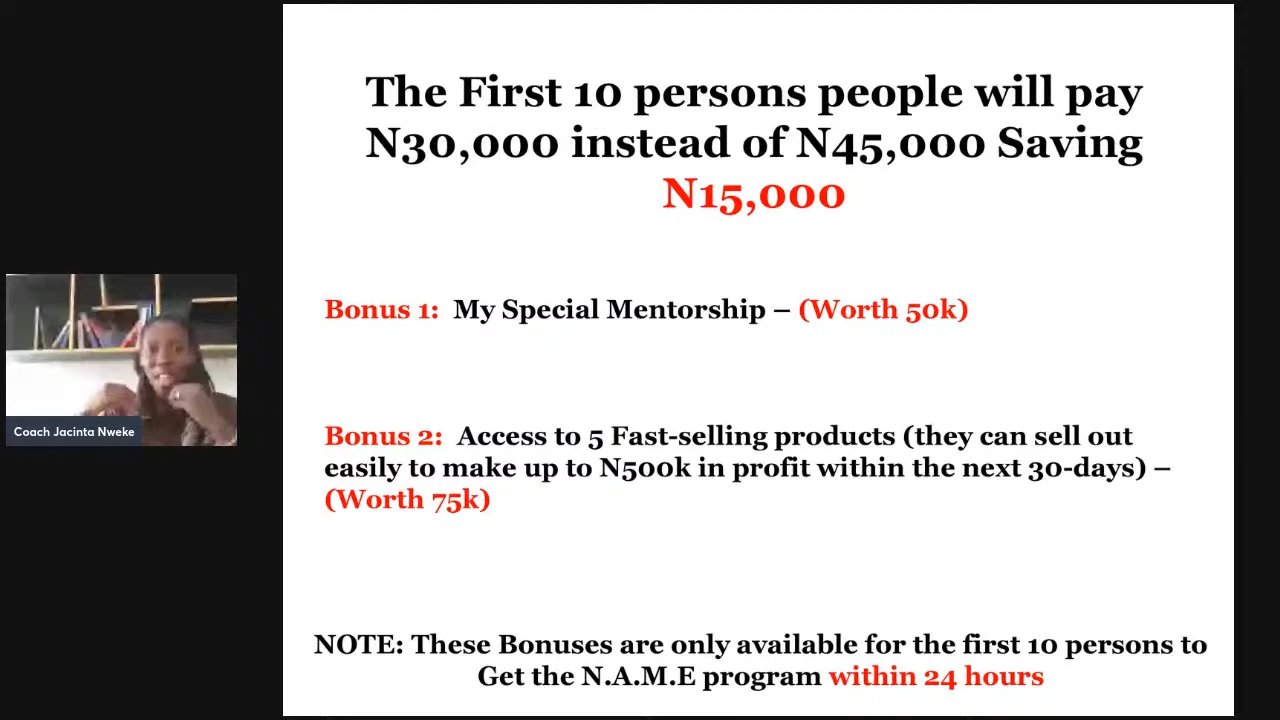 The First 10 persons people will pay
N30,000 instead of N45,000 Saving
N15,000
Bonus 1: My Special Mentorship – (Worth 50k)
Coach Jacinta Nweke
Bonus 2: Access to 5 Fast-selling products (they can sell out
easily to make up to N500k in profit within the next 30-days) –
(Worth 75k)
NOTE: These Bonuses are only available for the first 10 persons to
Get the N.A.M.E program within 24 hours